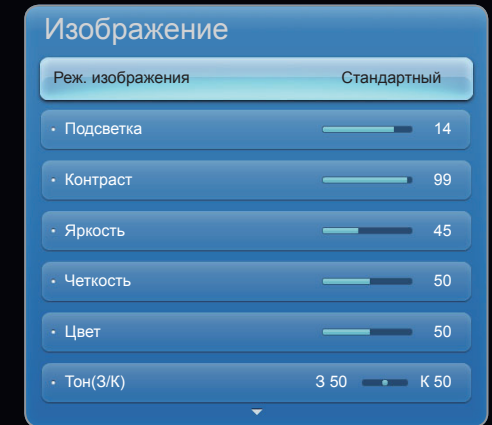 Изображение
Реж. изображения Стандартный
Подсветка 14
Контраст 99
Яркость 45
Четкость 50
Цвет 50
Тон(З/К) З 50 К 50